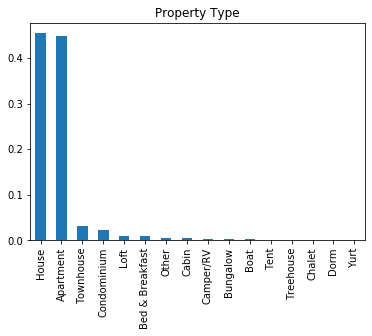 Property Type
0.4
0.3
0.2
0.1
0.0
House
Apartment
Townhouse
Condominium
Loft
Bed & Breakfast
Other
Cabin
Camper/RV
Bungalow
Boat
Tent
Treehouse
Chalet
Dorm
Yurt